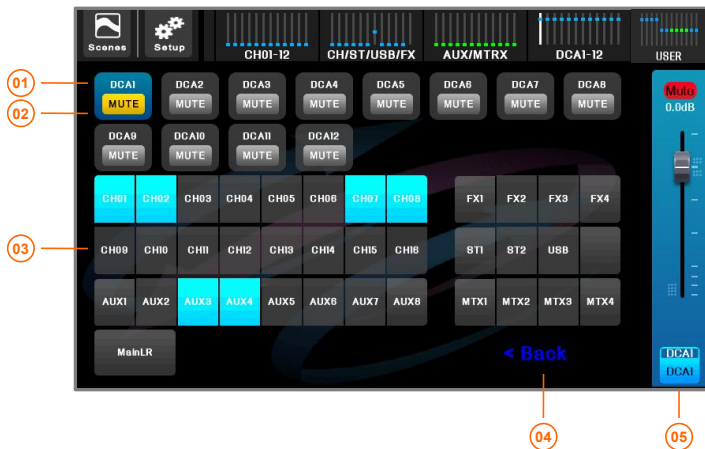 Scenes Setup CH01-12 CH/ST/USB/FX AUX/MTRX DCA1-12 USER
01 DCA1 DCA2 DCA3 DCA4 DCA5 DCA6 DCA7 DCA8 Mute
02 MUTE MUTE MUTE MUTE MUTE MUTE MUTE MUTE 0.0dB
DCA9 DCA10 DCA11 DCA12
MUTE MUTE MUTE MUTE
CH01 CH02 CH03 CH04 CH05 CH06 CH07 CH08 FX1 FX2 FX3 FX4
03 CH09 CH10 CH11 CH12 CH13 CH14 CH15 CH16 ST1 ST2 USB
AUX1 AUX2 AUX3 AUX4 AUX5 AUX6 AUX7 AUX8 MTX1 MTX2 MTX3 MTX4
MainLR < Back DCA1
DCA1
04 05